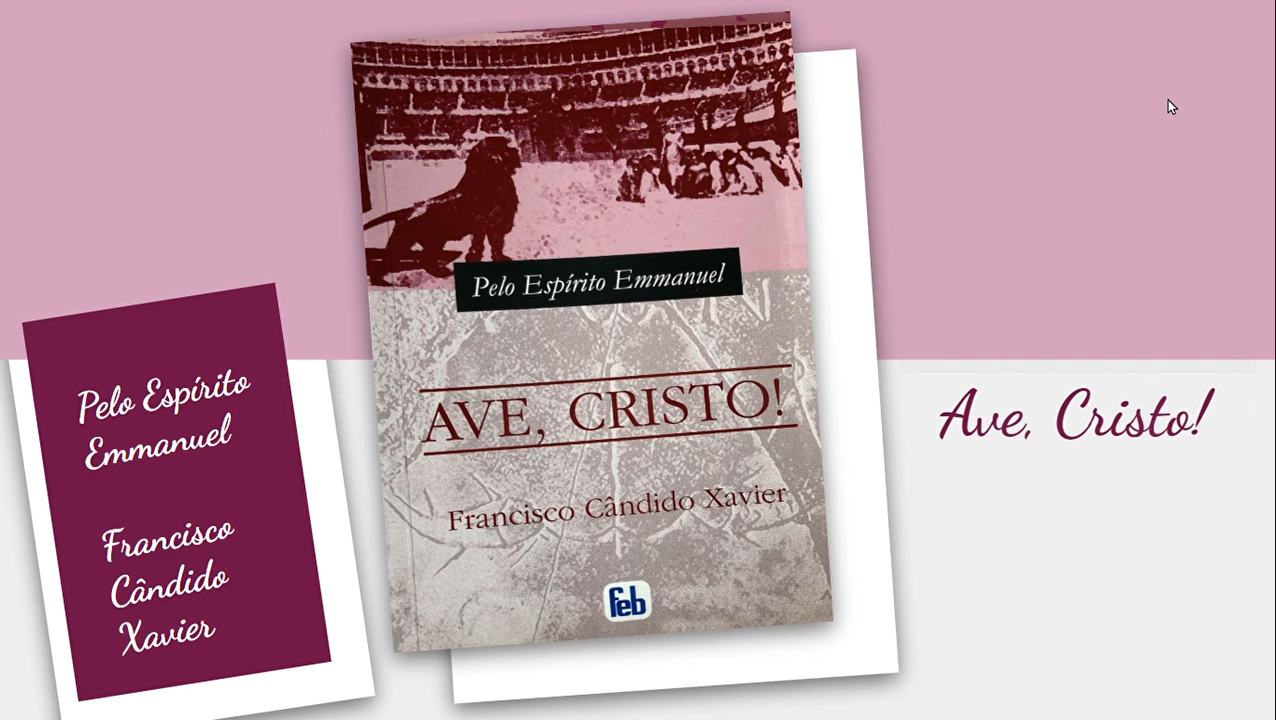 Pelo Espírito Emmanuel
AVE, CRISTO!
Francisco Cândido Xavier
feb
Pelo Espírito
Emmanuel
Francisco
Cândido
Xavier
Ave, Cristo!